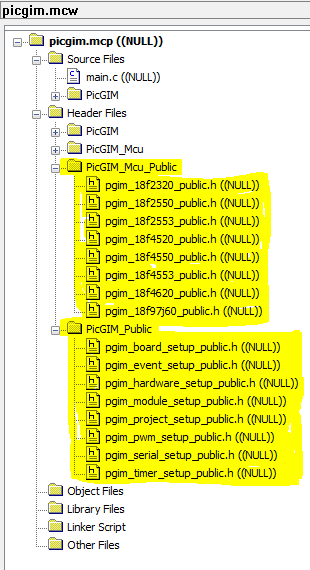 picgim.mcw
picgim.mcp ((NULL))
Source Files
main.c ((NULL))
PicGIM
Header Files
PicGIM
PicGIM_Mcu
PicGIM_Mcu_Public
pgim_18f2320_public.h ((NULL))
pgim_18f2550_public.h ((NULL))
pgim_18f2553_public.h ((NULL))
pgim_18f4520_public.h ((NULL))
pgim_18f4550_public.h ((NULL))
pgim_18f4553_public.h ((NULL))
pgim_18f4620_public.h ((NULL))
pgim_18f97j60_public.h ((NULL))
PicGIM_Public
pgim_board_setup_public.h ((NULL))
pgim_event_setup_public.h ((NULL))
pgim_hardware_setup_public.h ((NULL))
pgim_module_setup_public.h ((NULL))
pgim_project_setup_public.h ((NULL))
pgim_pwm_setup_public.h ((NULL))
pgim_serial_setup_public.h ((NULL))
pgim_timer_setup_public.h ((NULL))
Object Files
Library Files
Linker Script
Other Files